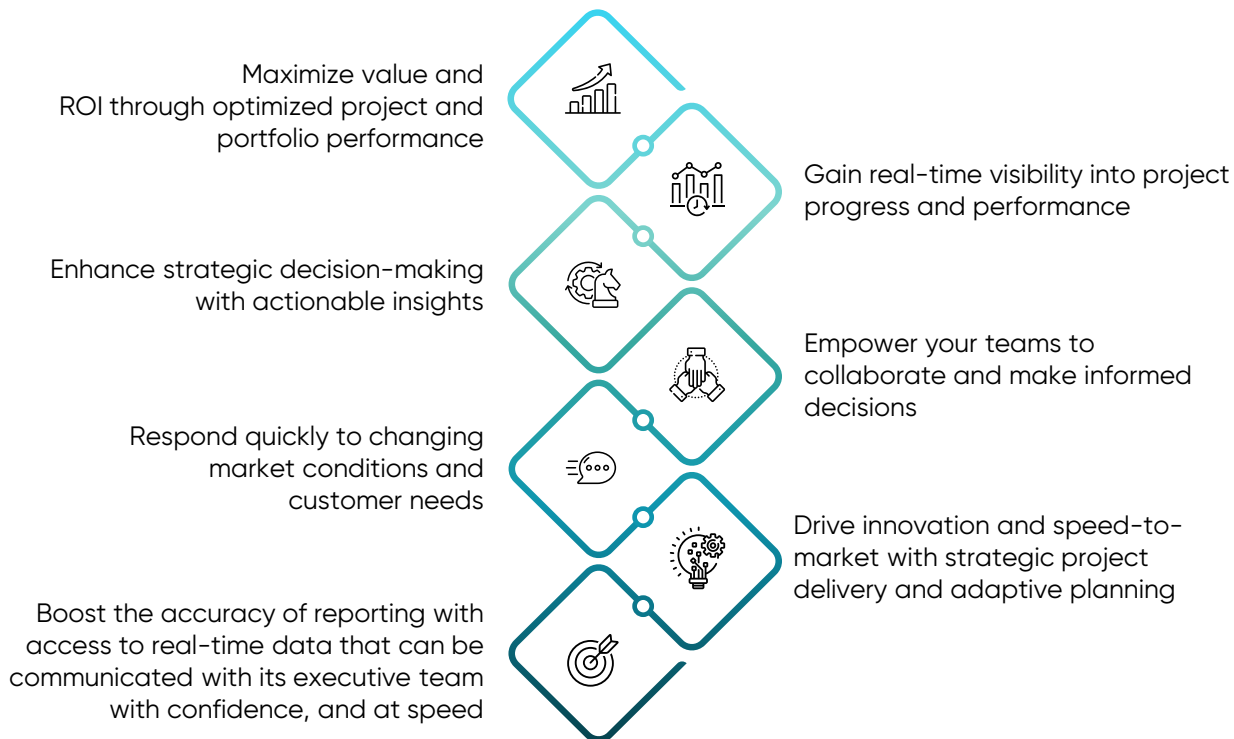 Maximize value and
ROI through optimized project and
portfolio performance
Gain real-time visibility into project
progress and performance
Enhance strategic decision-making
with actionable insights
Empower your teams to
collaborate and make informed
decisions
Respond quickly to changing
market conditions and
customer needs
Drive innovation and speed-to-
market with strategic project
delivery and adaptive planning
Boost the accuracy of reporting with
access to real-time data that can be
communicated with its executive team
with confidence, and at speed